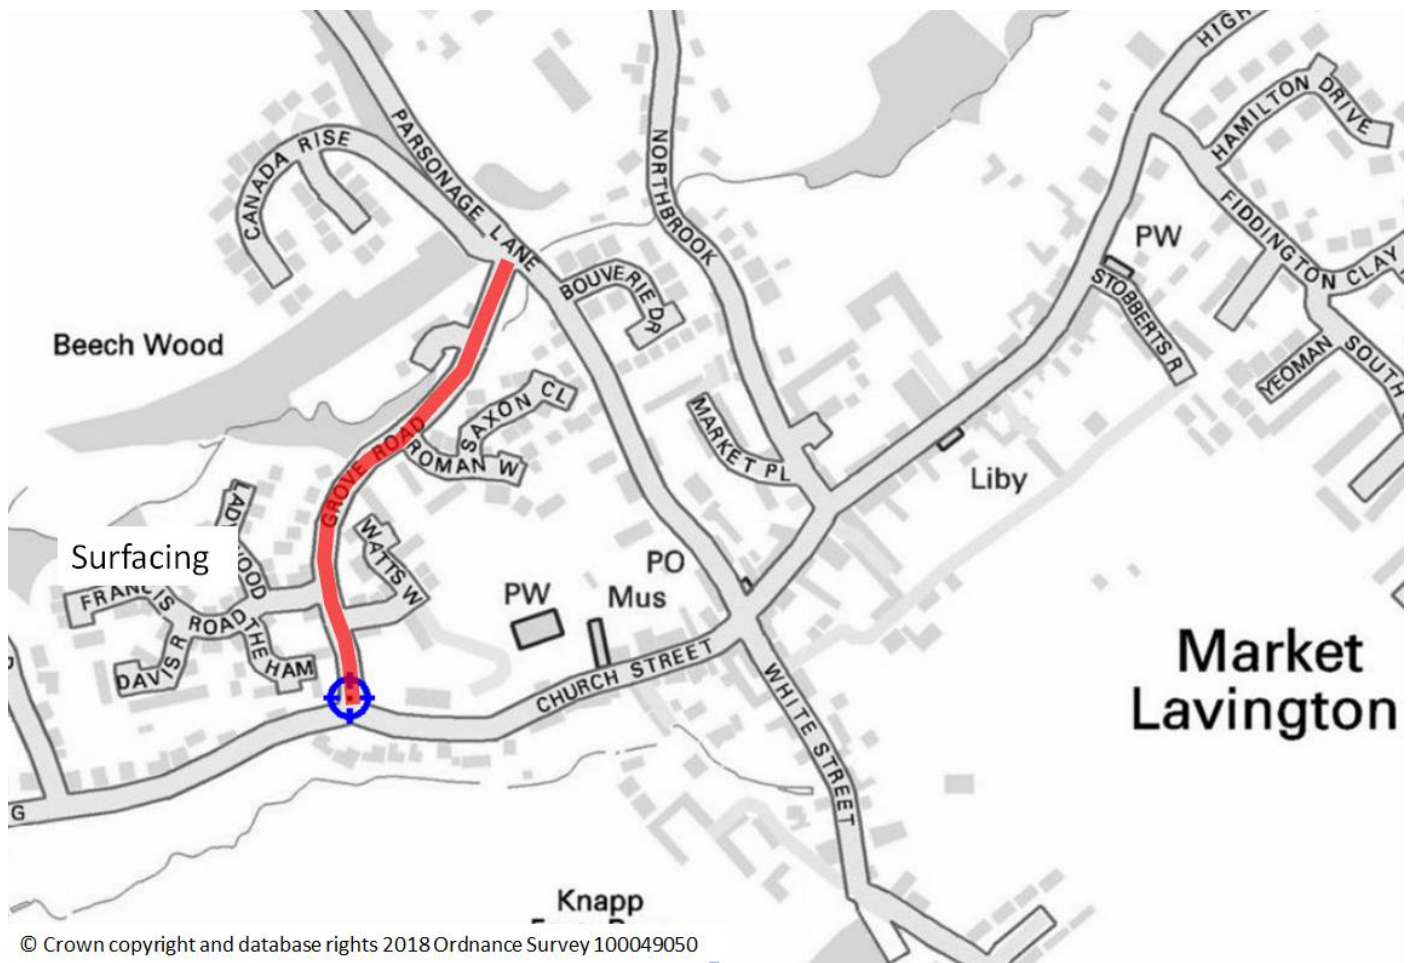 HIGH
HAMILTON DRIVE
PARSONAGE LANE
CANADA RISE
NORTHBROOK
FIDDINGTON CLAY
PW
STOBBERTS R
BOUVERIE DR
Beech Wood
YEOMAN
SOUTH
SAXON CL
MARKET PL
GROVE ROAD
ROMAN W
Liby
WATTS W
Surfacing
PO
PW
Mus
FRANCIS
ROAD
THE HAM
DAVIS R
CHURCH STREET
WHITE STREET
Market
Lavington
G
Knapp
© Crown copyright and database rights 2018 Ordnance Survey 100049050